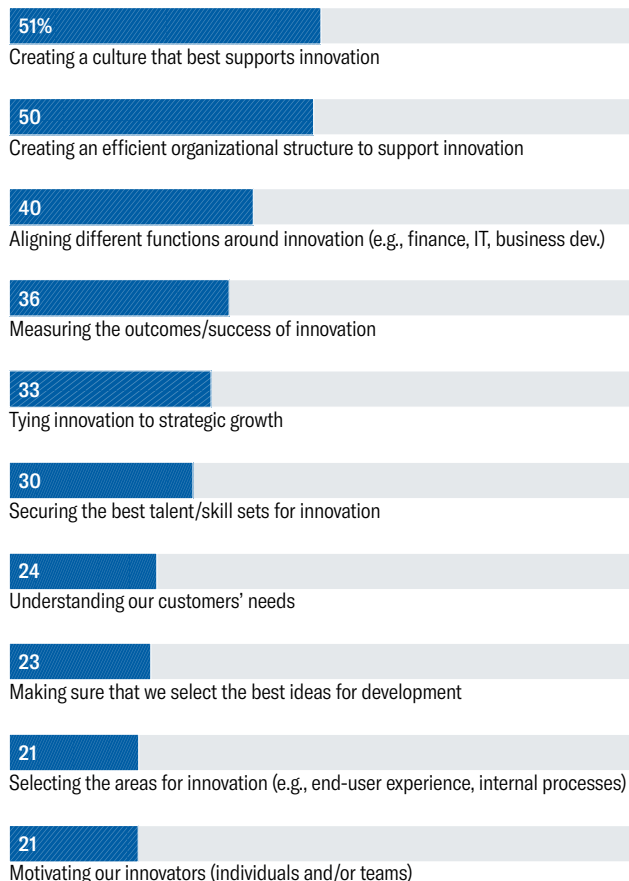 51%
Creating a culture that best supports innovation
50
Creating an efficient organizational structure to support innovation
40
Aligning different functions around innovation (e.g., finance, IT, business dev.)
36
Measuring the outcomes/success of innovation
33
Tying innovation to strategic growth
30
Securing the best talent/skill sets for innovation
24
Understanding our customers’ needs
23
Making sure that we select the best ideas for development
21
Selecting the areas for innovation (e.g., end-user experience, internal processes)
21
Motivating our innovators (individuals and/or teams)